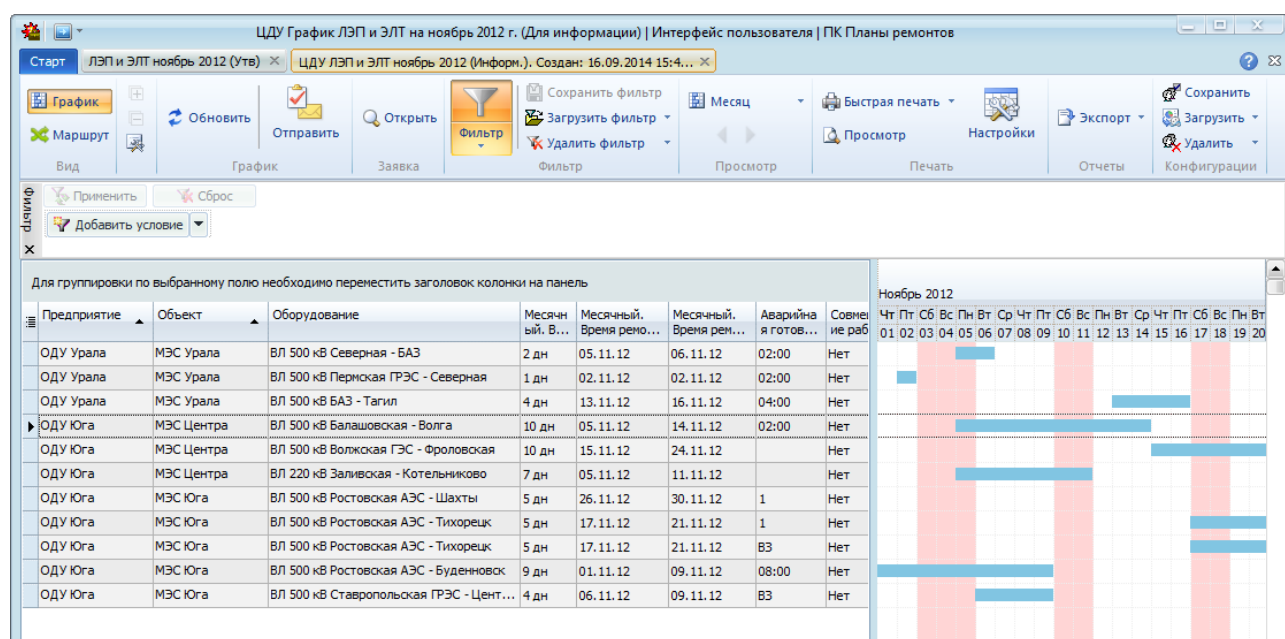 ЦДУ График ЛЭП и ЭЛТ на ноябрь 2012 г. (Для информации) | Интерфейс пользователя | ПК Планы ремонтов
Старт ЛЭП и ЭЛТ ноябрь 2012 (Утв) ЦДУ ЛЭП и ЭЛТ ноябрь 2012 (Информ.). Создан: 16.09.2014 15:4...
График Обновить Отправить Открыть Фильтр Сохранить фильтр Месяц Быстрая печать Настройки Экспорт Сохранить
Загрузить фильтр Загрузить
Маршрут Удалить фильтр Просмотр Удалить
Вид График Заявка Фильтр Просмотр Печать Отчеты Конфигурации
Фильтр
Применить Сброс
Добавить условие
Для группировки по выбранному полю необходимо переместить заголовок колонки на панель
Ноябрь 2012
Предприятие Объект Оборудование Месячный. В... Месячный. Время ремо... Месячный. Время рем... Аварийная готов... Совме ие раб
Чт Пт Сб Вс Пн Вт Ср Чт Пт Сб Вс Пн Вт Ср Чт Пт Сб Вс Пн Вт
01 02 03 04 05 06 07 08 09 10 11 12 13 14 15 16 17 18 19 20
ОДУ Урала МЭС Урала ВЛ 500 кВ Северная - БАЗ 2 дн 05.11.12 06.11.12 02:00 Нет
ОДУ Урала МЭС Урала ВЛ 500 кВ Пермская ГРЭС - Северная 1 дн 02.11.12 02.11.12 02:00 Нет
ОДУ Урала МЭС Урала ВЛ 500 кВ БАЗ - Тагил 4 дн 13.11.12 16.11.12 04:00 Нет
ОДУ Юга МЭС Центра ВЛ 500 кВ Балашовская - Волга 10 дн 05.11.12 14.11.12 02:00 Нет
ОДУ Юга МЭС Центра ВЛ 500 кВ Волжская ГЭС - Фроловская 10 дн 15.11.12 24.11.12 Нет
ОДУ Юга МЭС Центра ВЛ 220 кВ Заливская - Котельниково 7 дн 05.11.12 11.11.12 Нет
ОДУ Юга МЭС Юга ВЛ 500 кВ Ростовская АЭС - Шахты 5 дн 26.11.12 30.11.12 1 Нет
ОДУ Юга МЭС Юга ВЛ 500 кВ Ростовская АЭС - Тихорецк 5 дн 17.11.12 21.11.12 1 Нет
ОДУ Юга МЭС Юга ВЛ 500 кВ Ростовская АЭС - Тихорецк 5 дн 17.11.12 21.11.12 ВЗ Нет
ОДУ Юга МЭС Юга ВЛ 500 кВ Ростовская АЭС - Буденновск 9 дн 01.11.12 09.11.12 08:00 Нет
ОДУ Юга МЭС Юга ВЛ 500 кВ Ставропольская ГРЭС - Цент... 4 дн 06.11.12 09.11.12 ВЗ Нет